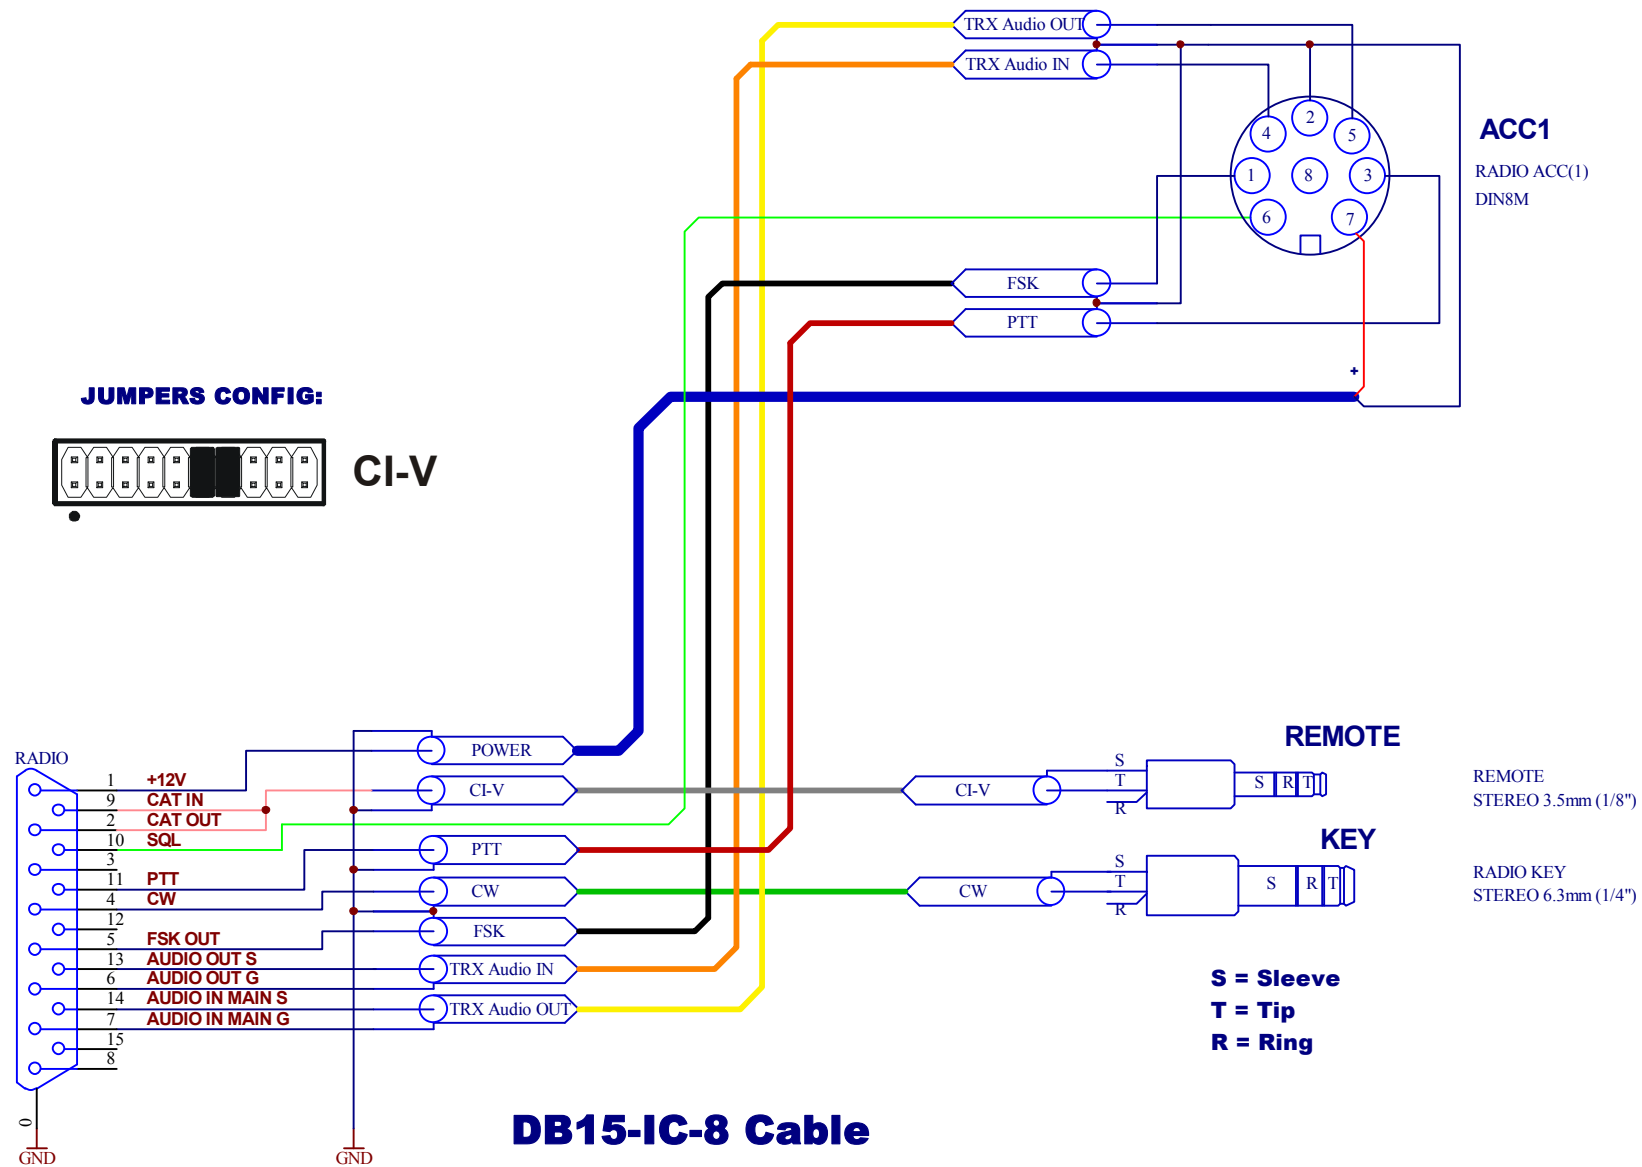 TRX Audio OUT
TRX Audio IN
2
4
5
1
8
3
6
7
ACC1
RADIO ACC(1)
DIN8M
FSK
PTT
+
JUMPERS CONFIG:
CI-V
RADIO
1 +12V
9 CAT IN
2 CAT OUT
10 SQL
3
11 PTT
4 CW
12
5 FSK OUT
13 AUDIO OUT S
6 AUDIO OUT G
14 AUDIO IN MAIN S
7 AUDIO IN MAIN G
15
8
0
GND
GND
POWER
CI-V
PTT
CW
FSK
TRX Audio IN
TRX Audio OUT
CI-V
CW
REMOTE
S
T
R
S R T
REMOTE
STEREO 3.5mm (1/8")
KEY
S
T
R
S R T
RADIO KEY
STEREO 6.3mm (1/4")
S = Sleeve
T = Tip
R = Ring
DB15-IC-8 Cable